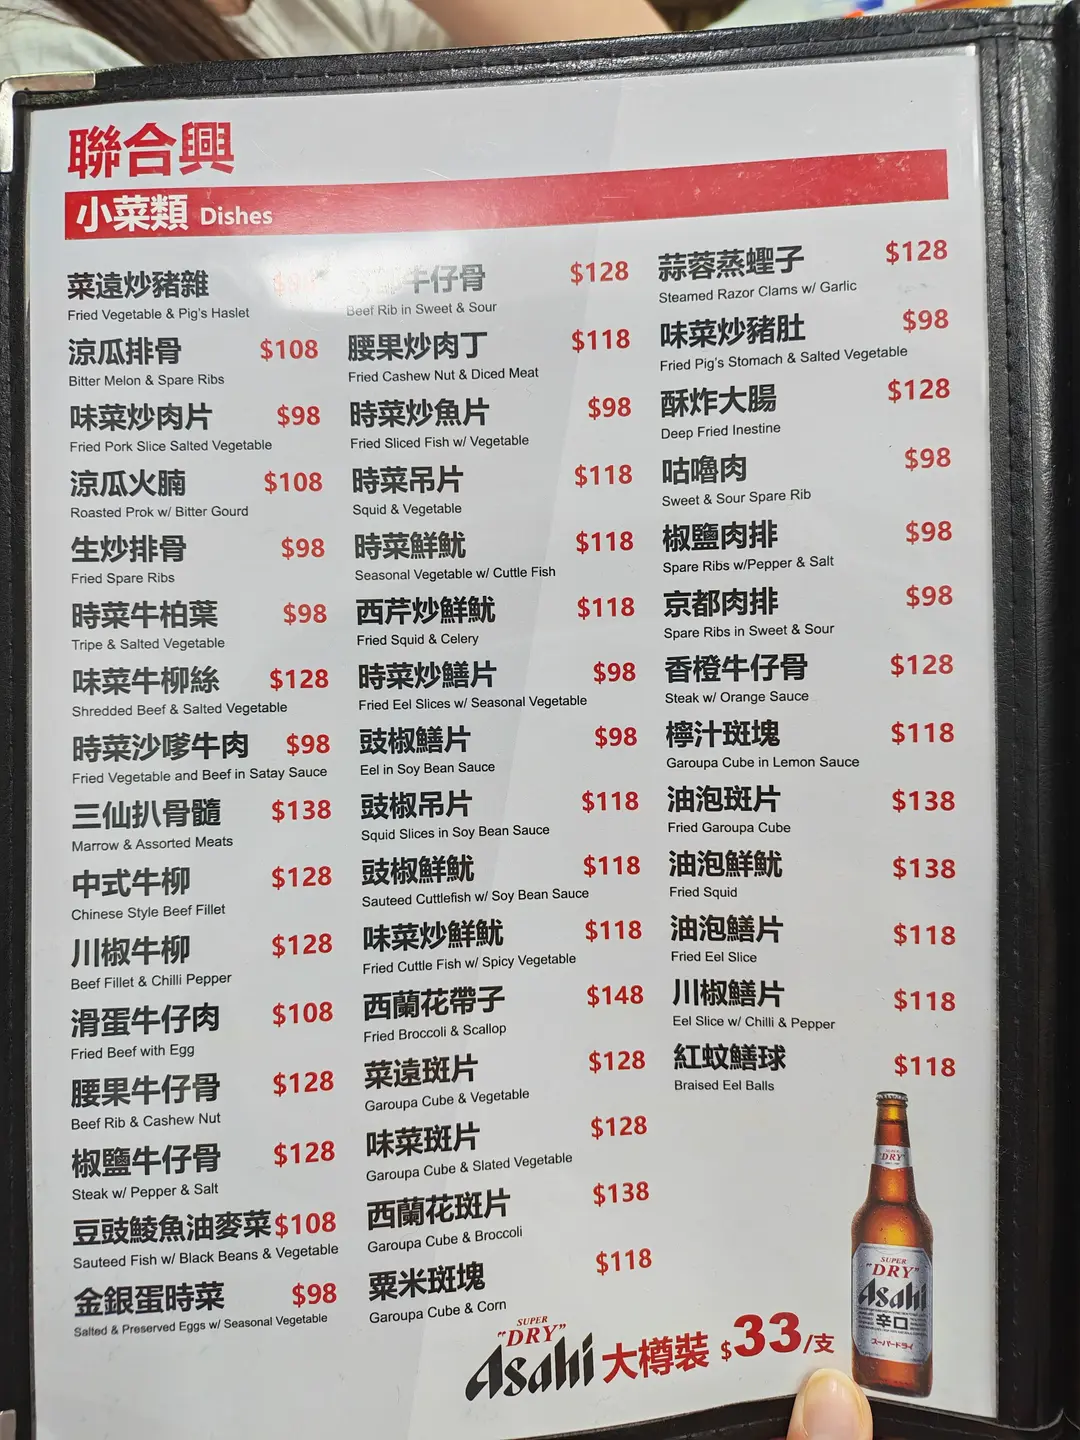 聯合興
小菜類 Dishes
菜遠炒豬雜
Fried Vegetable & Pig's Haslet
涼瓜排骨 $108
Bitter Melon & Spare Ribs
味菜炒肉片 $98
Fried Pork Slice Salted Vegetable
涼瓜火腩 $108
Roasted Prok w/ Bitter Gourd
生炒排骨 $98
Fried Spare Ribs
時菜牛柏葉 $98
Tripe & Salted Vegetable
味菜牛柳絲 $128
Shredded Beef & Salted Vegetable
時菜沙嗲牛肉 $98
Fried Vegetable and Beef in Satay Sauce
三仙扒骨髓 $138
Marrow & Assorted Meats
中式牛柳 $128
Chinese Style Beef Fillet
川椒牛柳 $128
Beef Fillet & Chilli Pepper
滑蛋牛仔肉 $108
Fried Beef with Egg
腰果牛仔骨 $128
Beef Rib & Cashew Nut
椒鹽牛仔骨 $128
Steak w/ Pepper & Salt
豆豉鯪魚油麥菜 $108
Sauteed Fish w/ Black Beans & Vegetable
金銀蛋時菜 $98
Salted & Preserved Eggs w/ Seasonal Vegetable
牛仔骨 $128
Beef Rib in Sweet & Sour
腰果炒肉丁 $118
Fried Cashew Nut & Diced Meat
時菜炒魚片 $98
Fried Sliced Fish w/ Vegetable
時菜吊片 $118
Squid & Vegetable
時菜鮮魷 $118
Seasonal Vegetable w/ Cuttle Fish
西芹炒鮮魷 $118
Fried Squid & Celery
時菜炒鱔片 $98
Fried Eel Slices w/ Seasonal Vegetable
豉椒鱔片 $98
Eel in Soy Bean Sauce
豉椒吊片 $118
Squid Slices in Soy Bean Sauce
豉椒鮮魷 $118
Sauteed Cuttlefish w/ Soy Bean Sauce
味菜炒鮮魷 $118
Fried Cuttle Fish w/ Spicy Vegetable
西蘭花帶子 $148
Fried Broccoli & Scallop
菜遠斑片 $128
Garoupa Cube & Vegetable
味菜斑片 $128
Garoupa Cube & Slated Vegetable
西蘭花斑片 $138
Garoupa Cube & Broccoli
粟米斑塊 $118
Garoupa Cube & Corn
蒜蓉蒸蟶子 $128
Steamed Razor Clams w/ Garlic
味菜炒豬肚 $98
Fried Pig's Stomach & Salted Vegetable
酥炸大腸 $128
Deep Fried Inestine
咕嚕肉 $98
Sweet & Sour Spare Rib
椒鹽肉排 $98
Spare Ribs w/Pepper & Salt
京都肉排 $98
Spare Ribs in Sweet & Sour
香橙牛仔骨 $128
Steak w/ Orange Sauce
檸汁斑塊 $118
Garoupa Cube in Lemon Sauce
油泡斑片 $138
Fried Garoupa Cube
油泡鮮魷 $138
Fried Squid
油泡鱔片 $118
Fried Eel Slice
川椒鱔片 $118
Eel Slice w/ Chilli & Pepper
紅蚊鱔球 $118
Braised Eel Balls
SUPER
"DRY"
Asahi 大樽裝 $33/支
"DRY"
SUPER
"DRY"
Asahi
辛口
スーパードライ